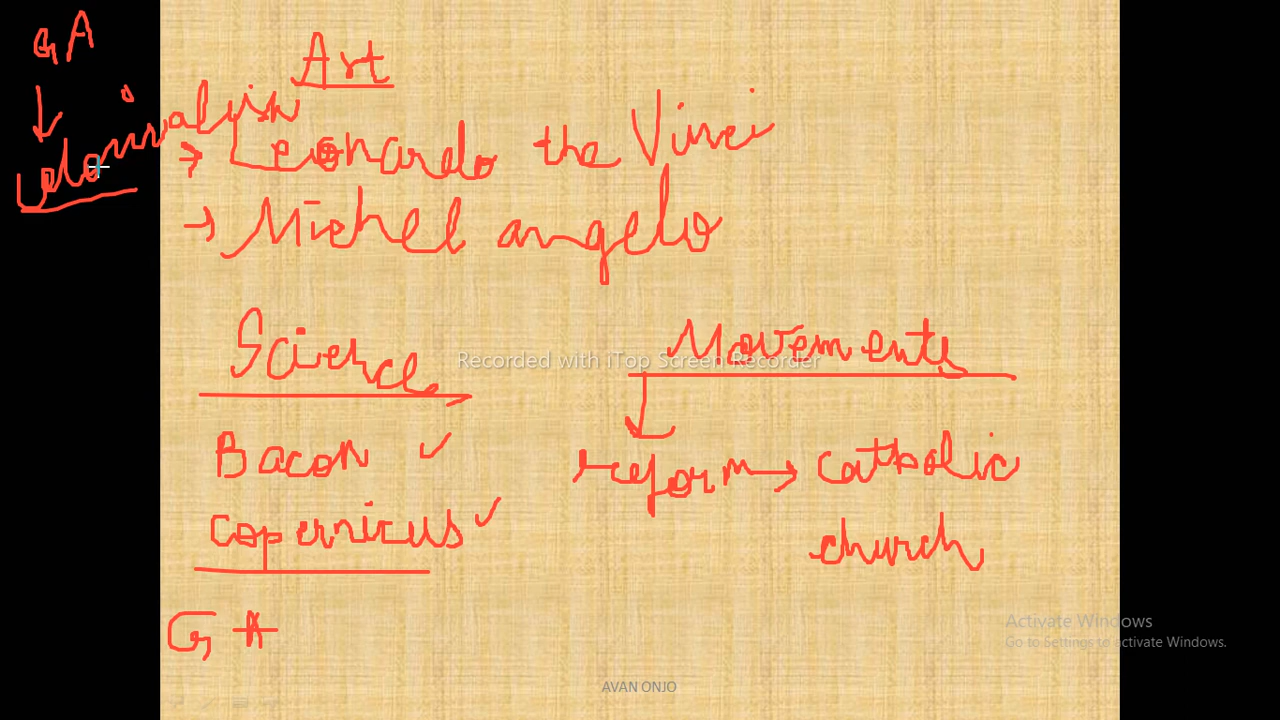 GA
Art
colonialism
→ Leonardo the Vinci
→ Michel angelo
Science
Movements
Recorded with iTop Screen Recorder
Bacon ✓
reform → catholic
copernicus ✓
church
GA
Activate Windows
Go to Settings to activate Windows.
AVAN ONJO